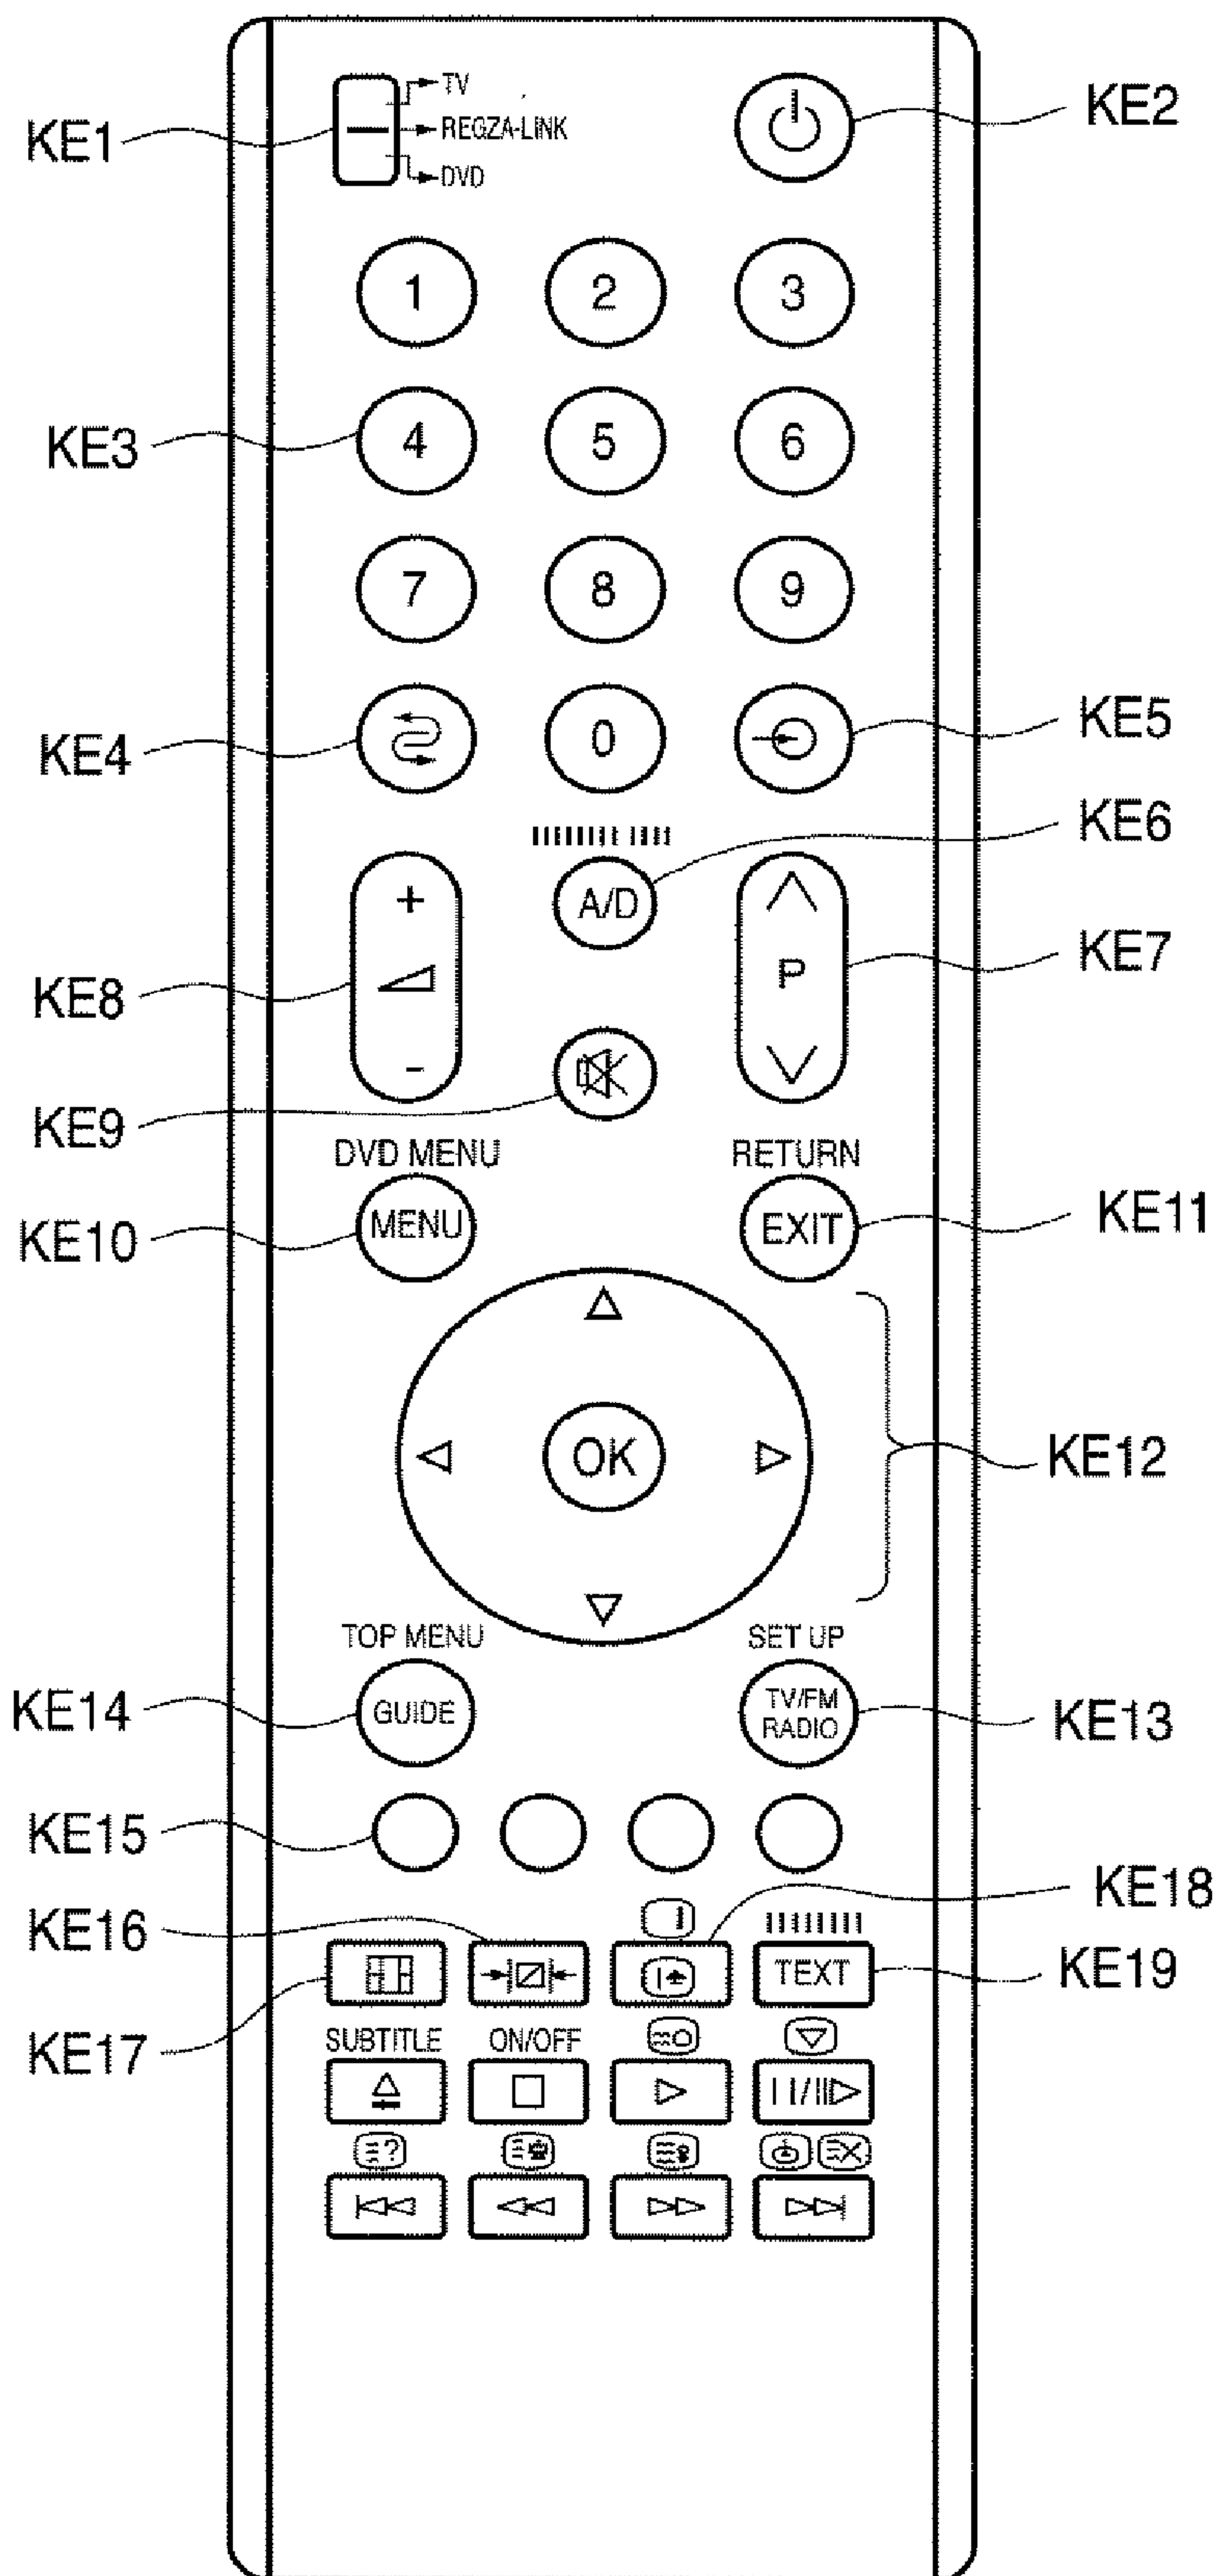 TV
KE1
REGZA-LINK
KE2
DVD
1 2 3
KE3
4 5 6
7 8 9
KE4
0
KE5
KE6
+
A/D
KE7
P
KE8
-
KE9
DVD MENU
RETURN
KE10
MENU
EXIT
KE11
OK
KE12
TOP MENU
SET UP
KE14
GUIDE
TV/FM
RADIO
KE13
KE15
KE18
KE16
TEXT
KE19
KE17
SUBTITLE
ON/OFF
?